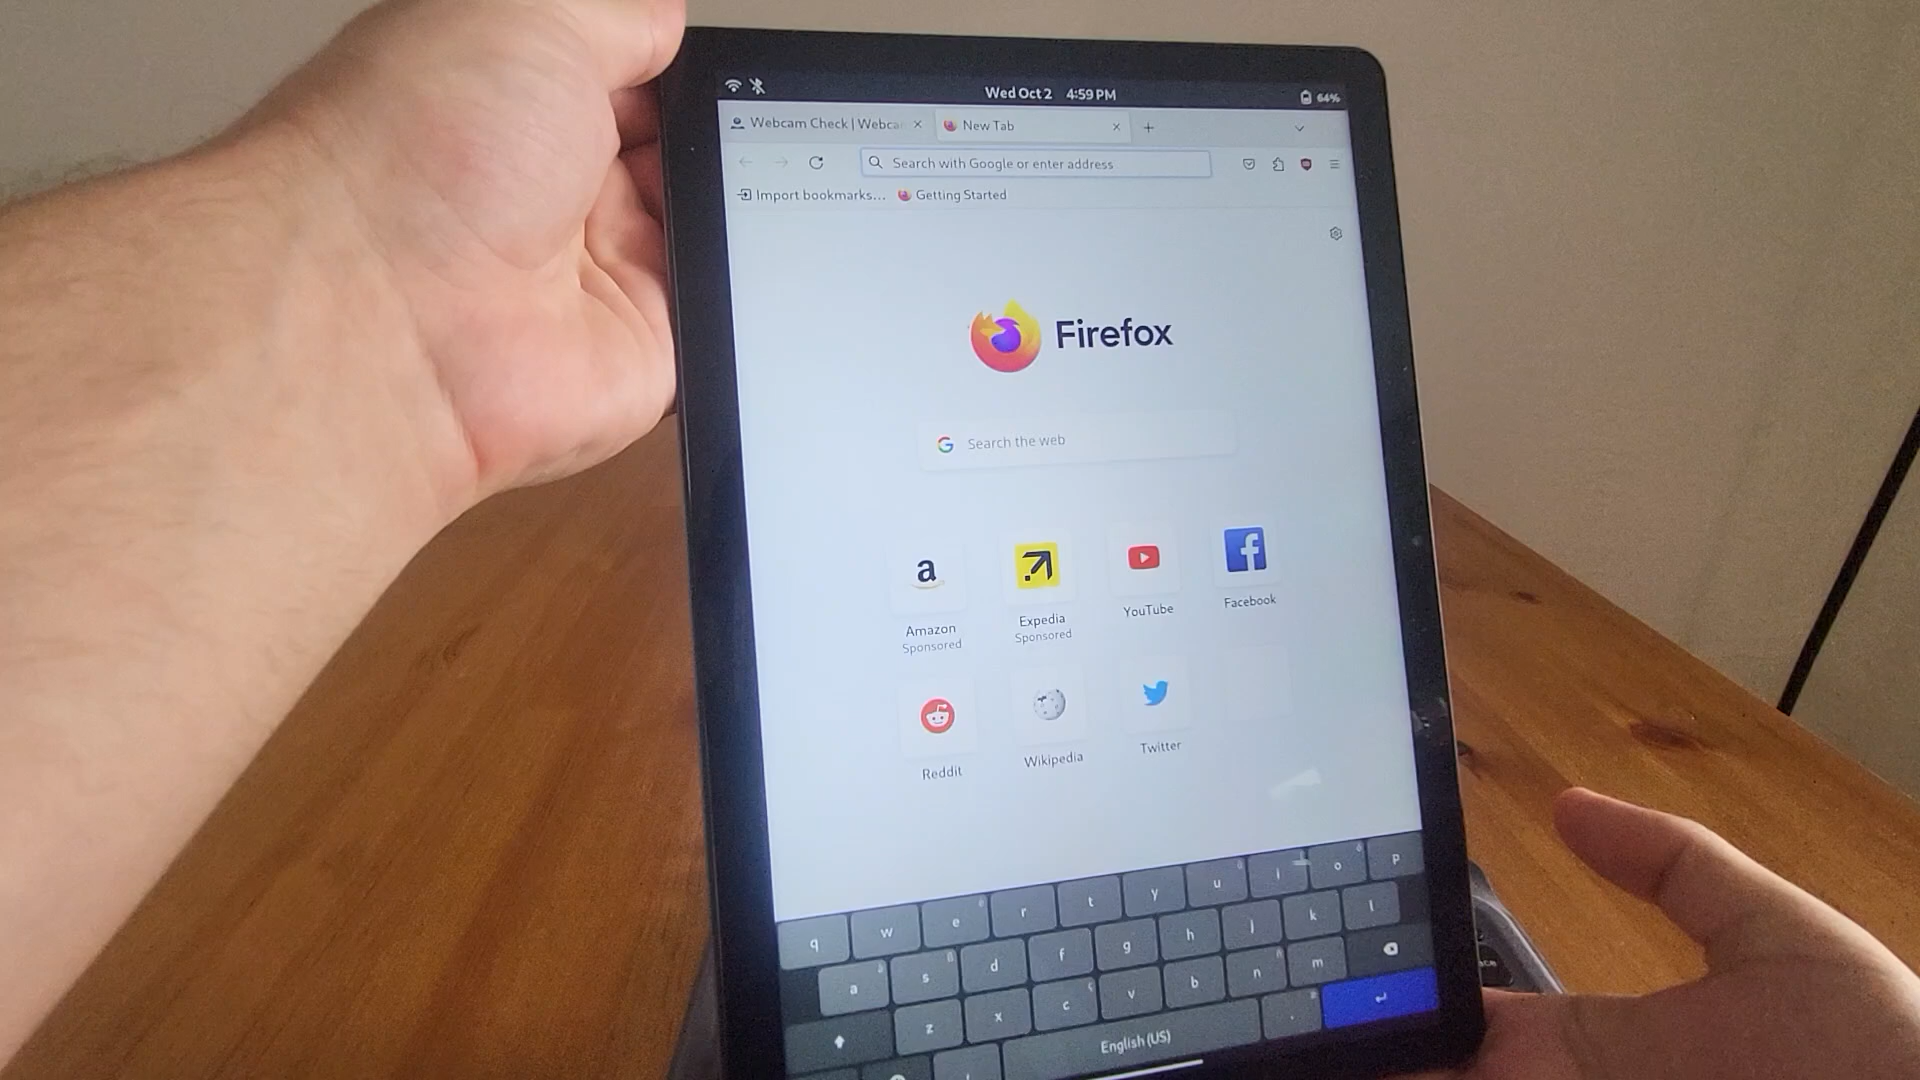 Wed Oct 2 4:59 PM
64%
Webcam Check | Webca
New Tab
Search with Google or enter address
Import bookmarks...
Getting Started
Firefox
Search the web
Amazon
Sponsored
Expedia
Sponsored
YouTube
Facebook
Reddit
Wikipedia
Twitter
q w e r t y u i o p
a s d f g h j k l
z x c v b n m
English (US)